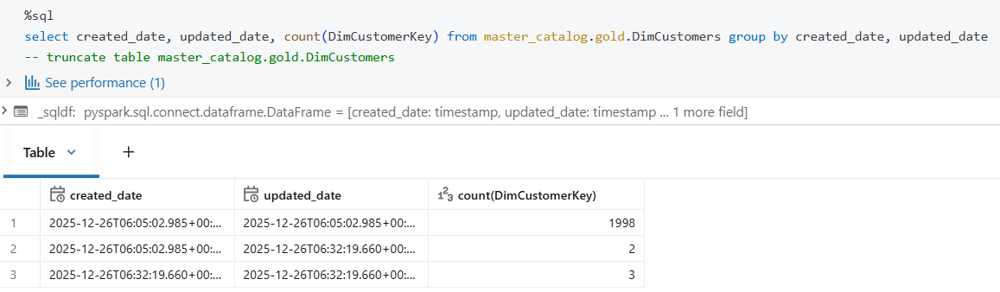 %sql
select created_date, updated_date, count(DimCustomerKey) from master_catalog.gold.DimCustomers group by created_date, updated_date
-- truncate table master_catalog.gold.DimCustomers
See performance (1)
_sqldf: pyspark.sql.connect.dataframe.DataFrame = [created_date: timestamp, updated_date: timestamp ... 1 more field]
Table +
created_date updated_date 123 count(DimCustomerKey)
1 2025-12-26T06:05:02.985+00:... 2025-12-26T06:05:02.985+00:... 1998
2 2025-12-26T06:05:02.985+00:... 2025-12-26T06:32:19.660+00:... 2
3 2025-12-26T06:32:19.660+00:... 2025-12-26T06:32:19.660+00:... 3